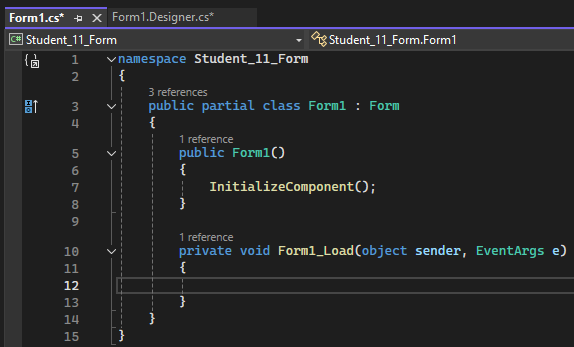 Form1.cs* Form1.Designer.cs*
C# Student_11_Form Student_11_Form.Form1
1 namespace Student_11_Form
2 {
3 references
3 public partial class Form1 : Form
4 {
1 reference
5 public Form1()
6 {
7 InitializeComponent();
8 }
9
1 reference
10 private void Form1_Load(object sender, EventArgs e)
11 {
12
13 }
14 }
15 }